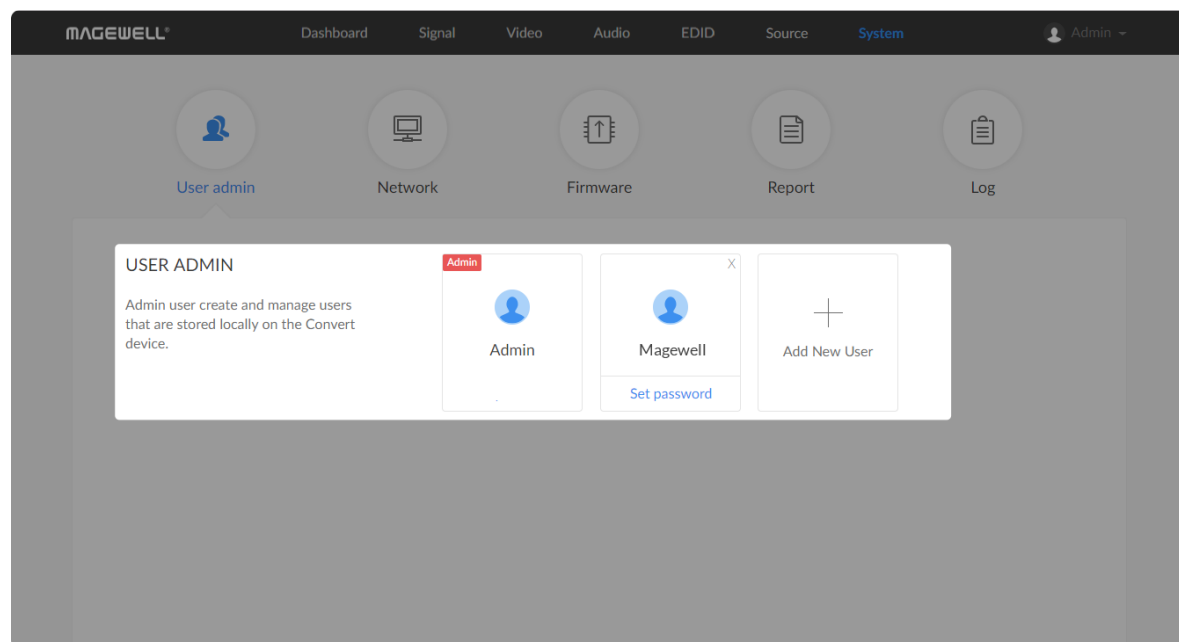 MAGEWELL®
Dashboard
Signal
Video
Audio
EDID
Source
System
Admin
User admin
Network
Firmware
Report
Log
USER ADMIN
Admin user create and manage users
that are stored locally on the Convert
device.
Admin
Admin
X
Magewell
Set password
Add New User